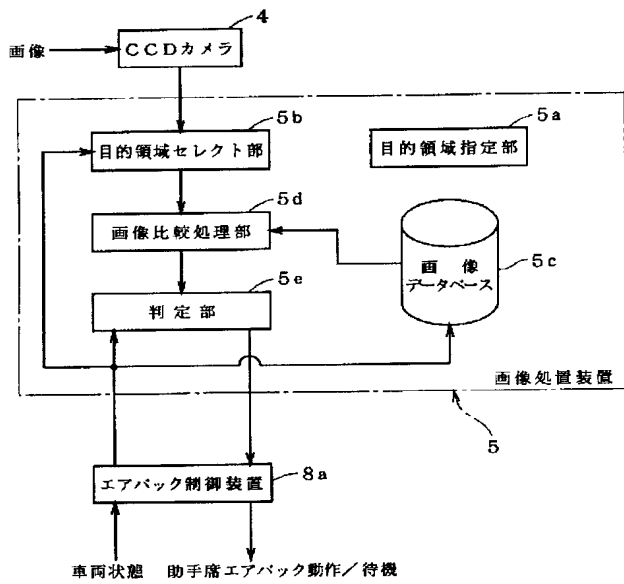 4
画像
CCDカメラ
5b
5a
目的領域セレクト部
目的領域指定部
5d
画像比較処理部
5c
画像
データベース
5e
判定部
画像処置装置
5
8a
エアバック制御装置
車両状態
助手席エアバック動作/待機